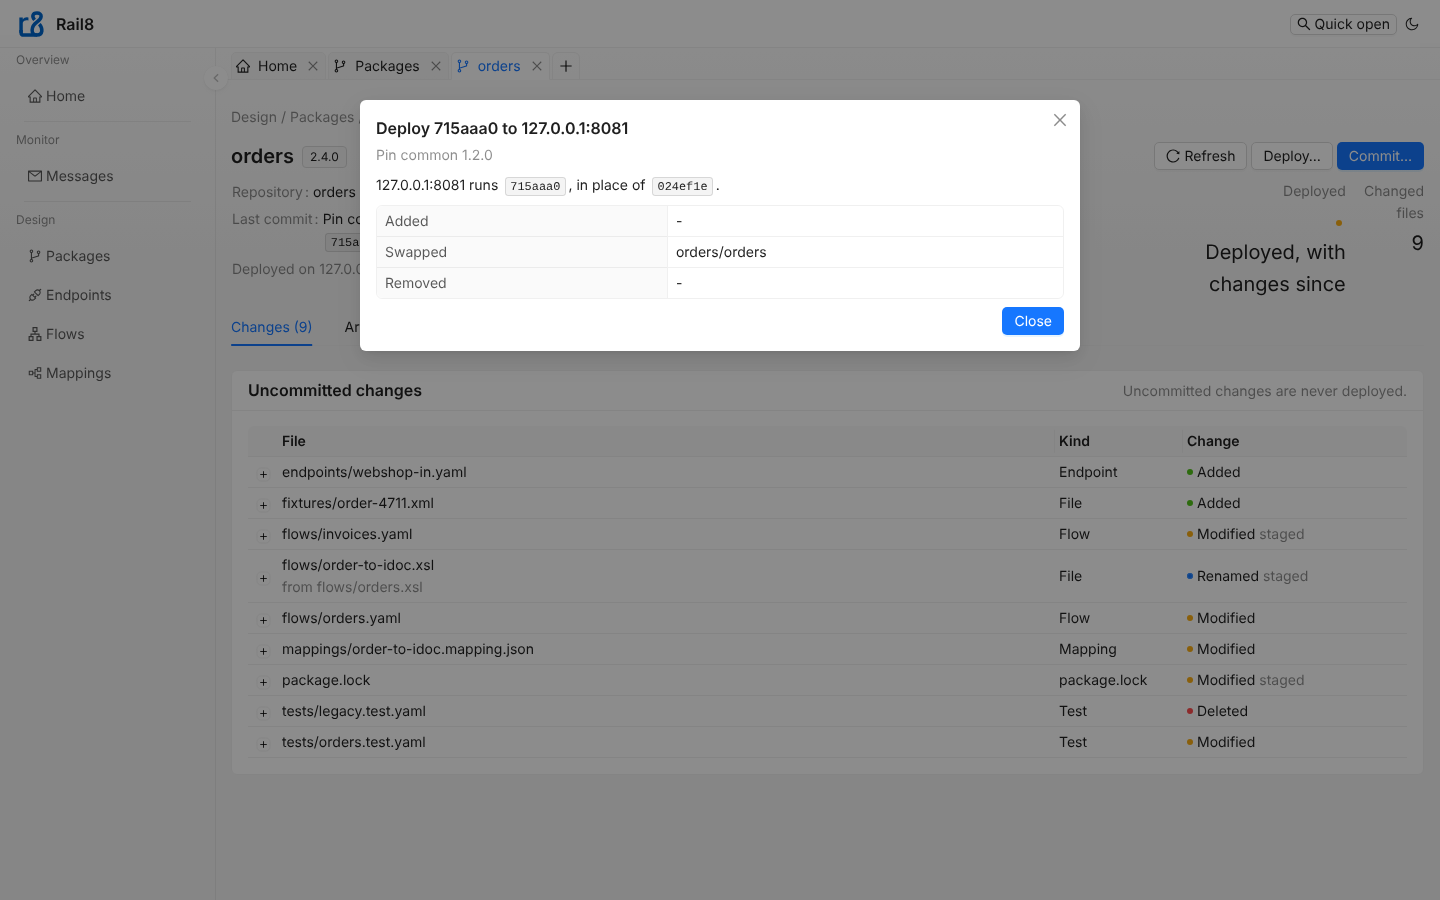 Rail8
Quick open
Overview
Home
Monitor
Messages
Design
Packages
Endpoints
Flows
Mappings
Home
Packages
orders
Design / Packages
orders 2.4.0
Refresh
Deploy...
Commit...
Repository: orders
Last commit: Pin co
715a
Deployed on 127.0.0
Deployed
Deployed, with
changes since
Changed
files
9
Changes (9)
Ar
Deploy 715aaa0 to 127.0.0.1:8081
Pin common 1.2.0
127.0.0.1:8081 runs 715aaa0, in place of 024ef1e.
Added -
Swapped orders/orders
Removed -
Close
Uncommitted changes
Uncommitted changes are never deployed.
File Kind Change
+ endpoints/webshop-in.yaml Endpoint Added
+ fixtures/order-4711.xml File Added
+ flows/invoices.yaml Flow Modified staged
+ flows/order-to-idoc.xsl File Renamed staged
from flows/orders.xsl
+ flows/orders.yaml Flow Modified
+ mappings/order-to-idoc.mapping.json Mapping Modified
+ package.lock package.lock Modified staged
+ tests/legacy.test.yaml Test Deleted
+ tests/orders.test.yaml Test Modified